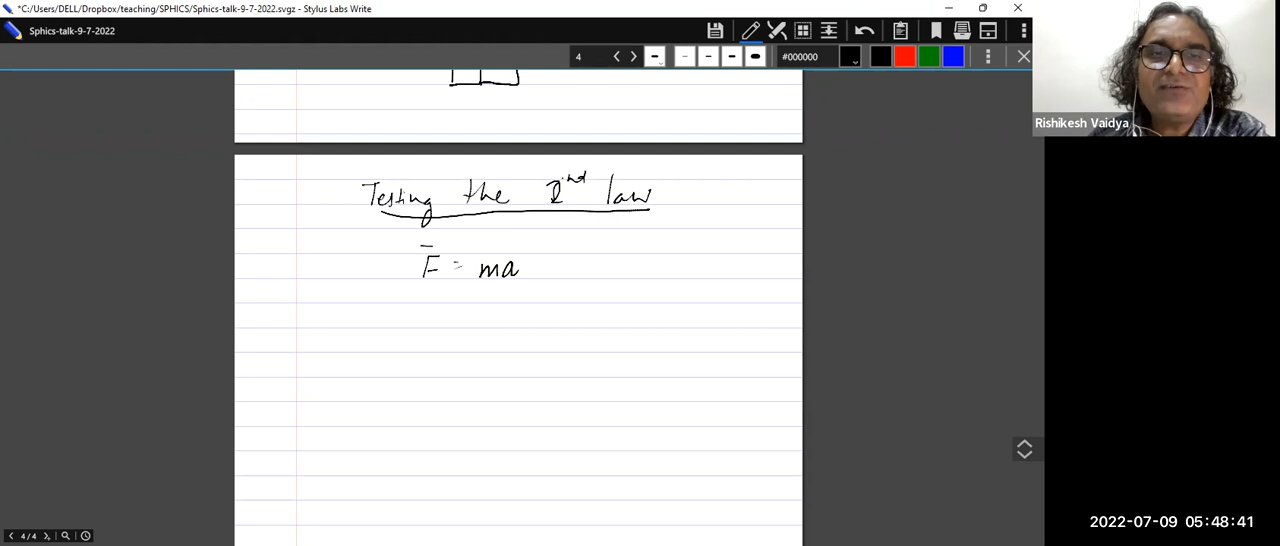 *C:/Users/DELL/Dropbox/teaching/SPHICS/Sphics-talk-9-7-2022.svgz - Stylus Labs Write
Sphics-talk-9-7-2022
4
#000000
Rishikesh Vaidya
Testing the 2nd law
F̄ = ma
4/4
2022-07-09 05:48:41